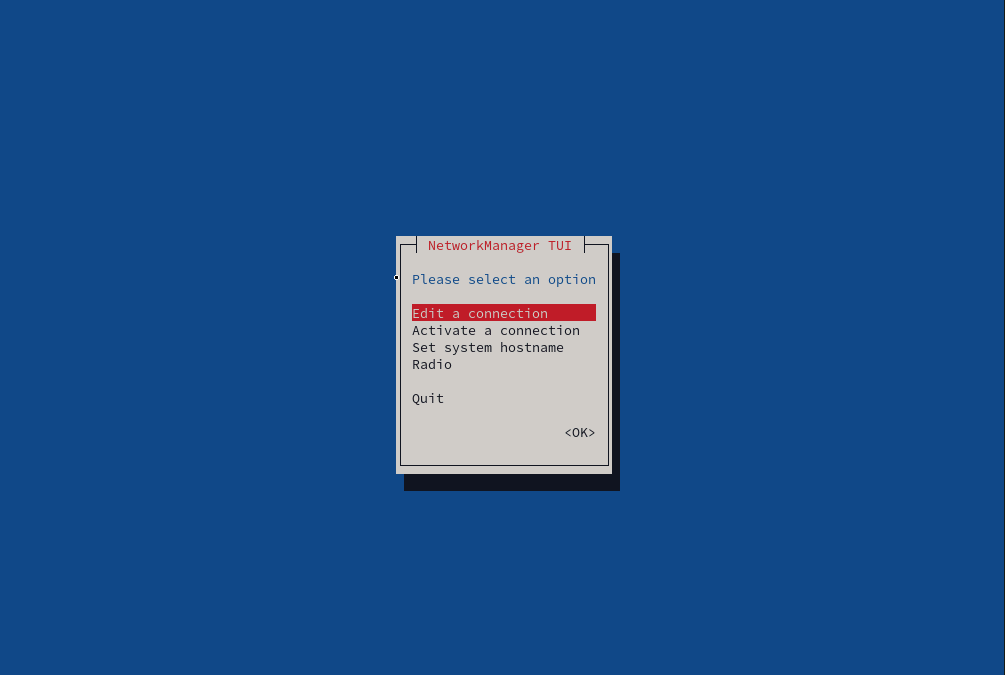 NetworkManager TUI
Please select an option
Edit a connection
Activate a connection
Set system hostname
Radio
Quit
<OK>